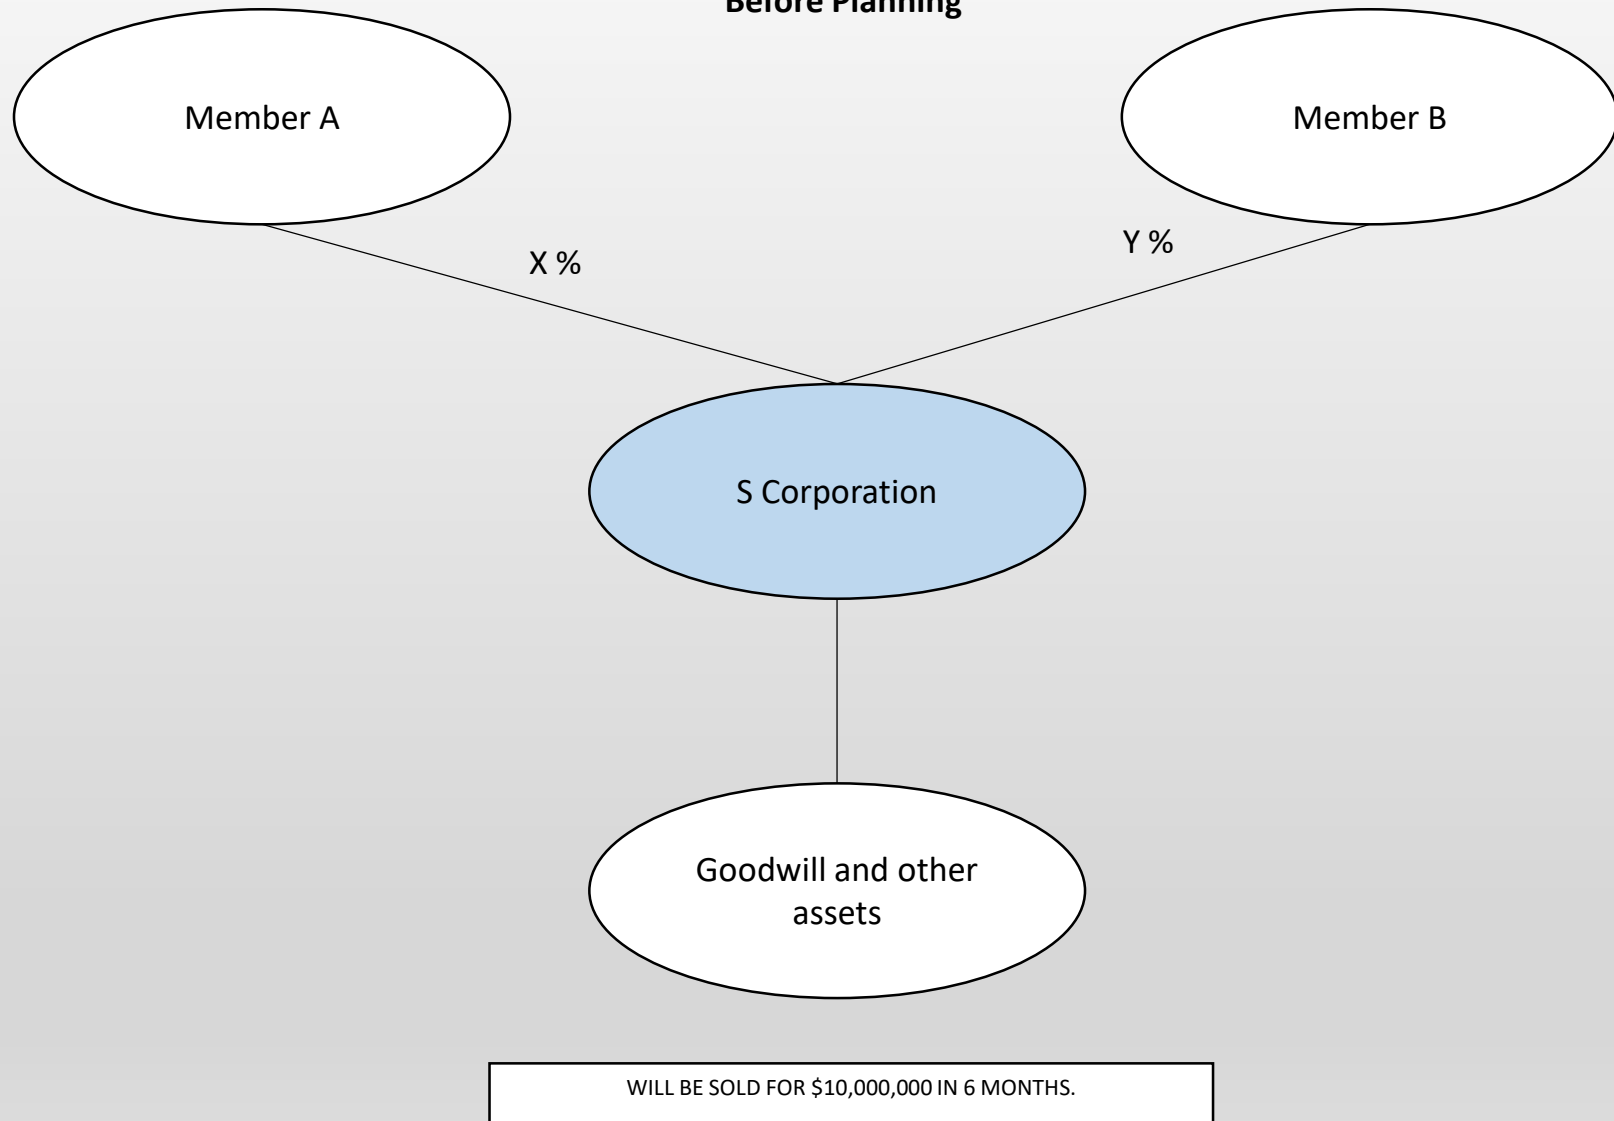 Before Planning
Member A
Member B
X %
Y %
S Corporation
Goodwill and other
assets
WILL BE SOLD FOR $10,000,000 IN 6 MONTHS.